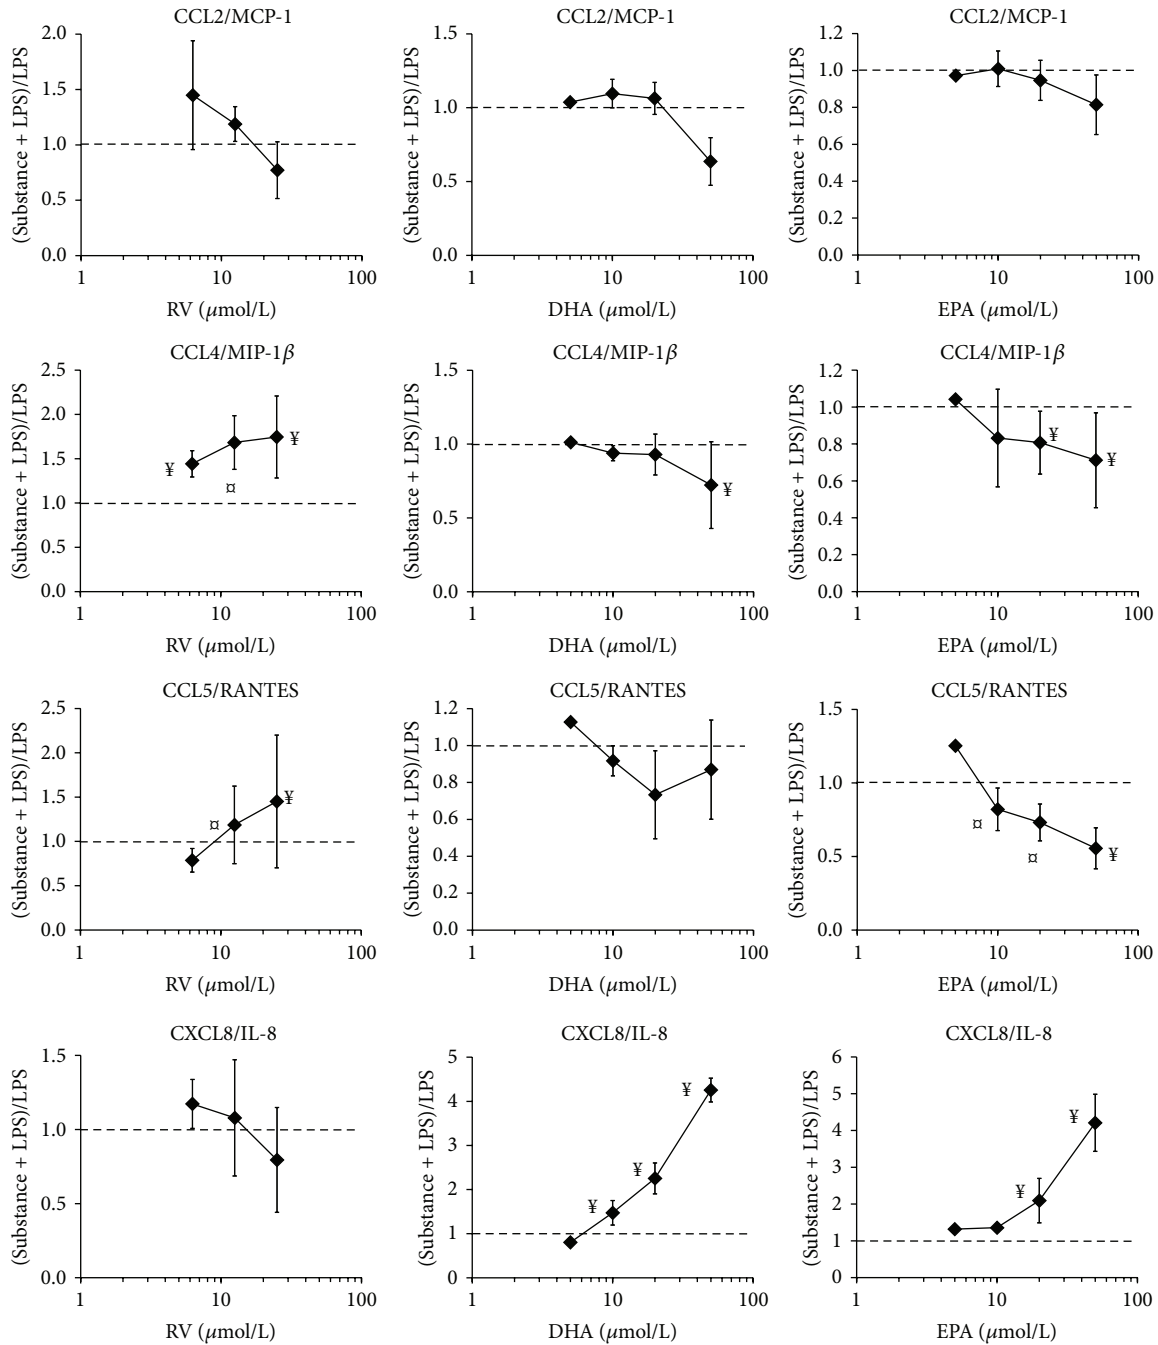 CCL2/MCP-1
(Substance + LPS)/LPS
2.0
1.5
1.0
0.5
0.0
1 10 100
RV (μmol/L)
CCL2/MCP-1
(Substance + LPS)/LPS
1.5
1.0
0.5
0.0
1 10 100
DHA (μmol/L)
CCL2/MCP-1
(Substance + LPS)/LPS
1.2
1.0
0.8
0.6
0.4
0.2
0.0
1 10 100
EPA (μmol/L)
CCL4/MIP-1β
(Substance + LPS)/LPS
2.5
2.0
1.5
1.0
0.5
0.0
¥ ¤ ¥
1 10 100
RV (μmol/L)
CCL4/MIP-1β
(Substance + LPS)/LPS
1.5
1.0
0.5
0.0
¥
1 10 100
DHA (μmol/L)
CCL4/MIP-1β
(Substance + LPS)/LPS
1.2
1.0
0.8
0.6
0.4
0.2
0.0
¥ ¥
1 10 100
EPA (μmol/L)
CCL5/RANTES
(Substance + LPS)/LPS
2.5
2.0
1.5
1.0
0.5
0.0
¤ ¥
1 10 100
RV (μmol/L)
CCL5/RANTES
(Substance + LPS)/LPS
1.2
1.0
0.8
0.6
0.4
0.2
0.0
1 10 100
DHA (μmol/L)
CCL5/RANTES
(Substance + LPS)/LPS
1.5
1.0
0.5
0.0
¤ ¤ ¥
1 10 100
EPA (μmol/L)
CXCL8/IL-8
(Substance + LPS)/LPS
1.5
1.0
0.5
0.0
1 10 100
RV (μmol/L)
CXCL8/IL-8
(Substance + LPS)/LPS
5
4
3
2
1
0
¥ ¥ ¥
1 10 100
DHA (μmol/L)
CXCL8/IL-8
(Substance + LPS)/LPS
6
5
4
3
2
1
0
¥ ¥
1 10 100
EPA (μmol/L)